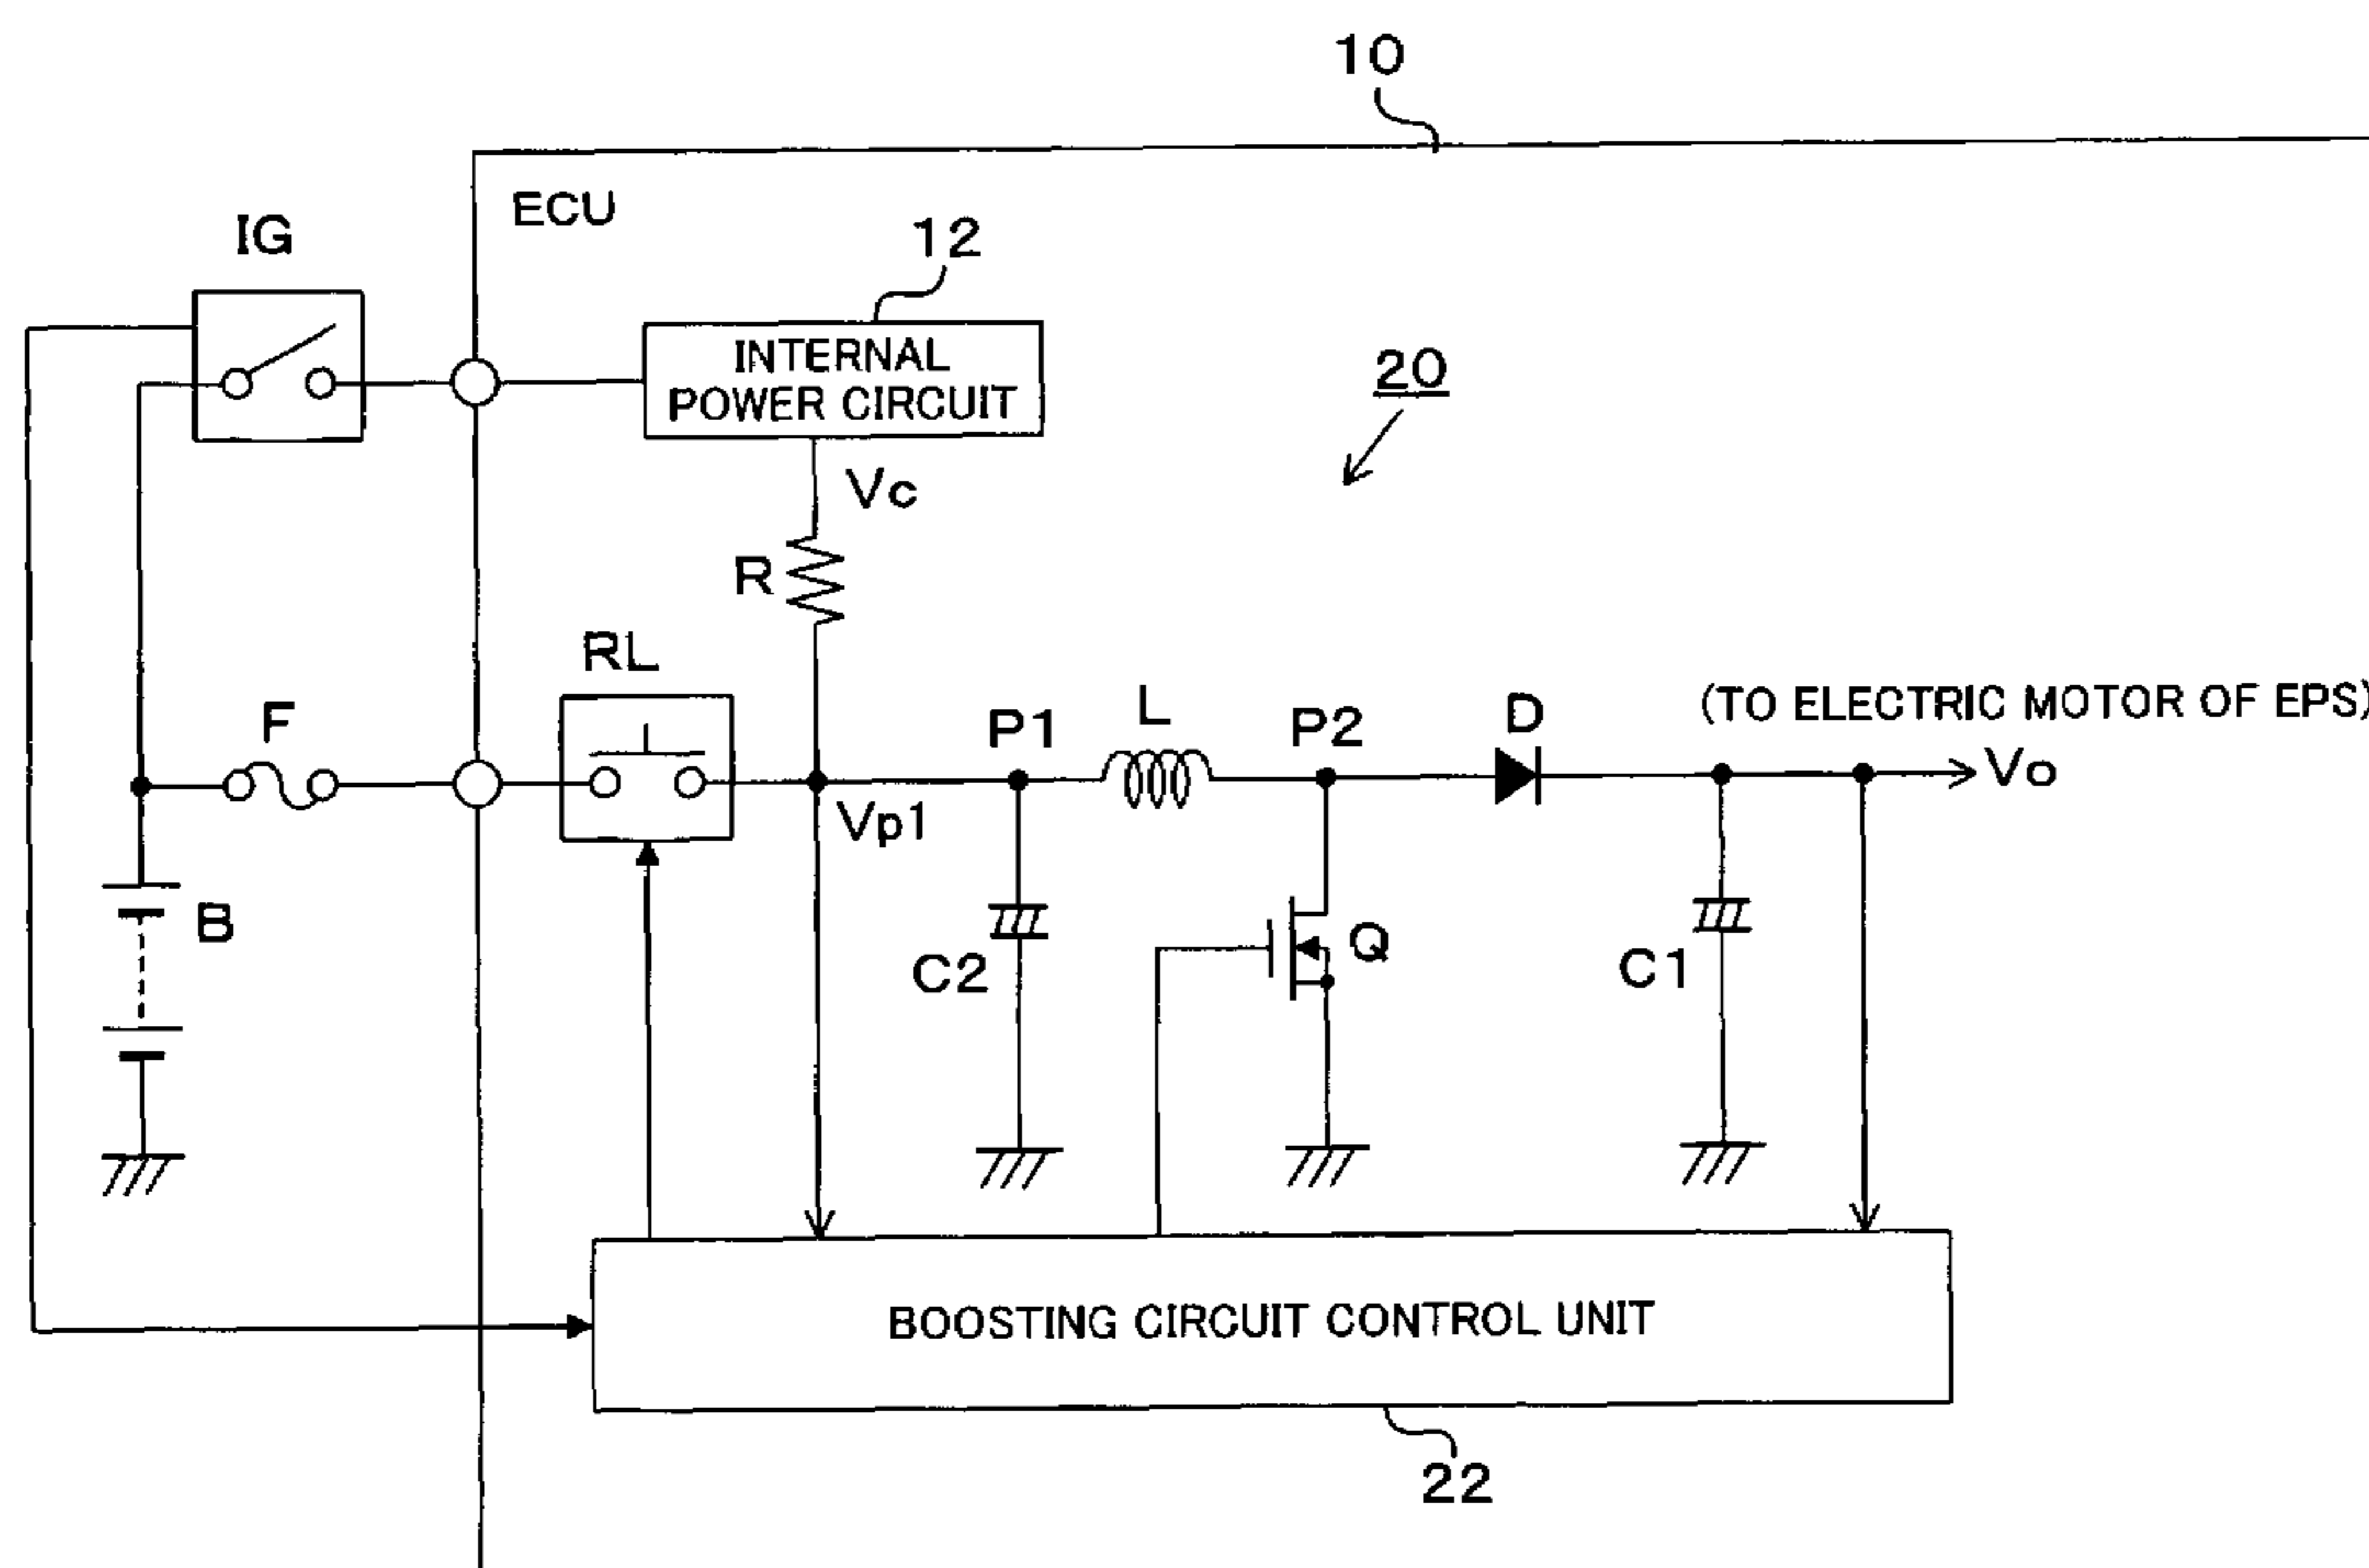 10
ECU
IG
12
INTERNAL
POWER CIRCUIT
20
Vc
R
RL
F
P1
L
P2
D
(TO ELECTRIC MOTOR OF EPS)
Vo
Vp1
B
C2
Q
C1
BOOSTING CIRCUIT CONTROL UNIT
22